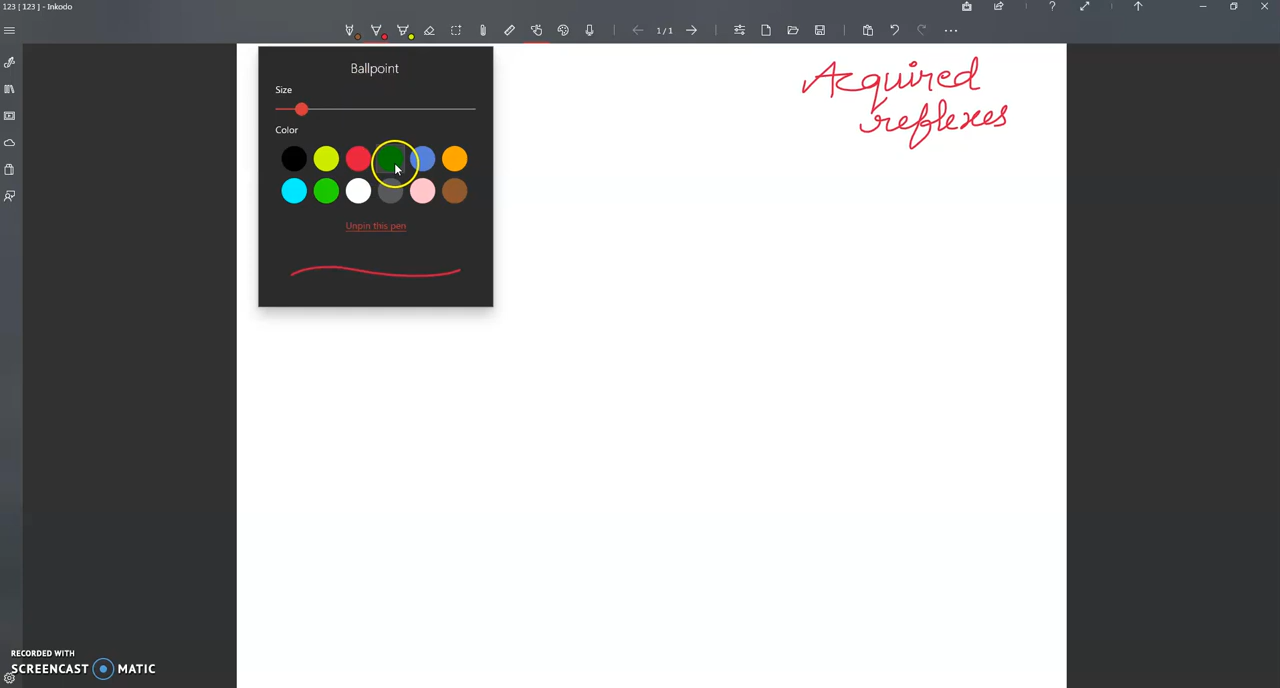 123 [ 123 ] - Inkodo
1/1
Ballpoint
Size
Color
Unpin this pen
Acquired
reflexes
RECORDED WITH
SCREENCAST MATIC